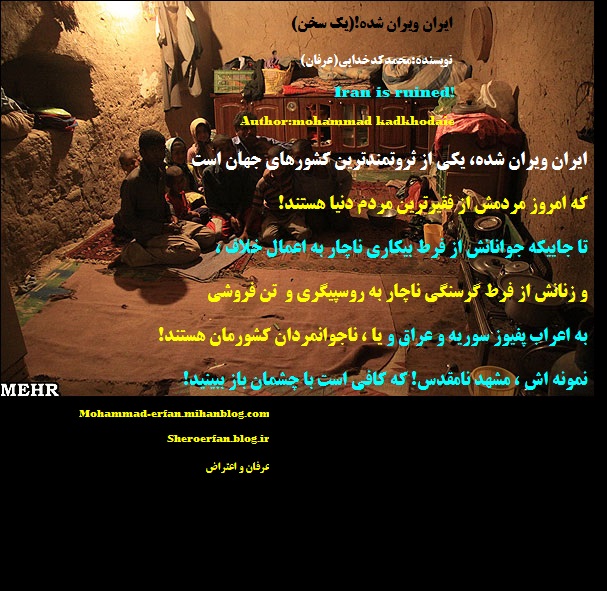 ایران ویران شده!(یک سخن)
نویسنده:محمدکدخدایی(عرفان)
Iran is ruined!
Author:mohammad kadkhodaie
ایران ویران شده، یکی از ثروتمندترین کشورهای جهان است
که امروز مردمش از فقیرترین مردم دنیا هستند!
تا جاییکه جوانانش از فرط بیکاری ناچار به اعمال خلاف ،
و زنانش از فرط گرسنگی ناچار به روسپیگری و تن فروشی
به اعراب پفیوز سوریه و عراق و یا ، ناجوانمردان کشورمان هستند!
نمونه اش ، مشهد نامقدس! که کافی است با چشمان باز ببینید!
MEHR
Mohammad-erfan.mihanblog.com
Sheroerfan.blog.ir
عرفان و اعتراض